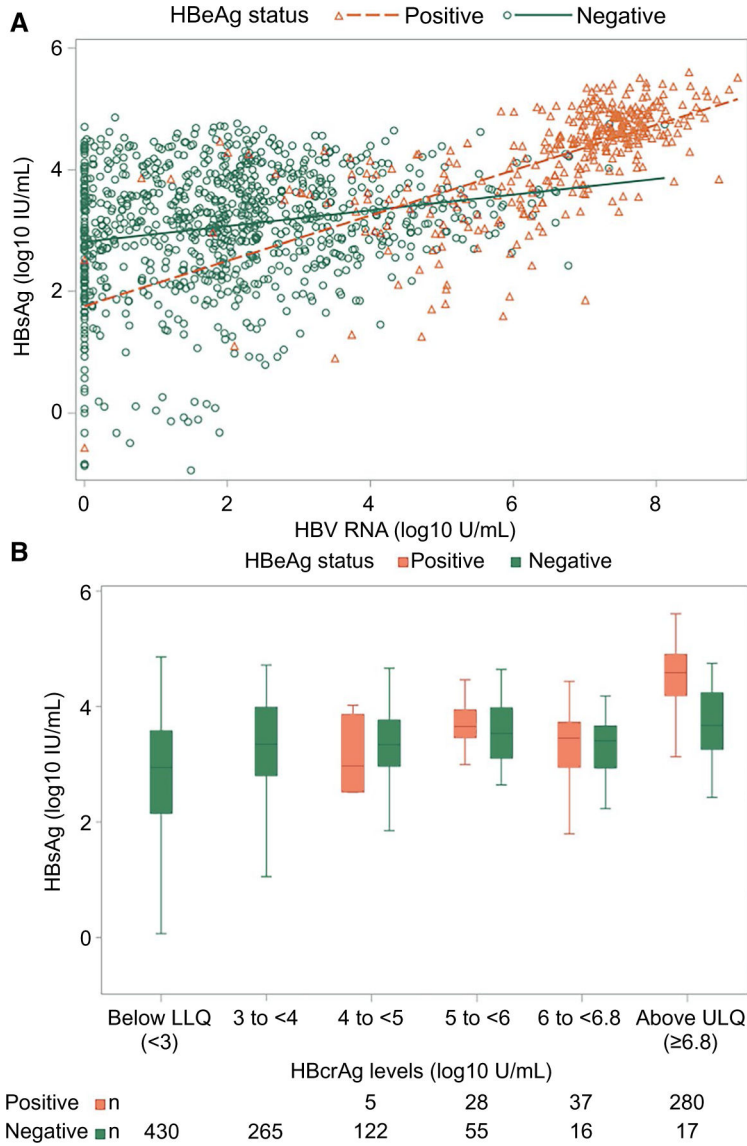 A
HBeAg status Positive Negative
6
4
2
0
HBsAg (log10 IU/mL)
0 2 4 6 8
HBV RNA (log10 U/mL)
B
HBeAg status Positive Negative
6
4
2
0
HBsAg (log10 IU/mL)
Below LLQ 3 to <4 4 to <5 5 to <6 6 to <6.8 Above ULQ
(<3) (≥6.8)
HBcrAg levels (log10 U/mL)
Positive n 5 28 37 280
Negative n 430 265 122 55 16 17